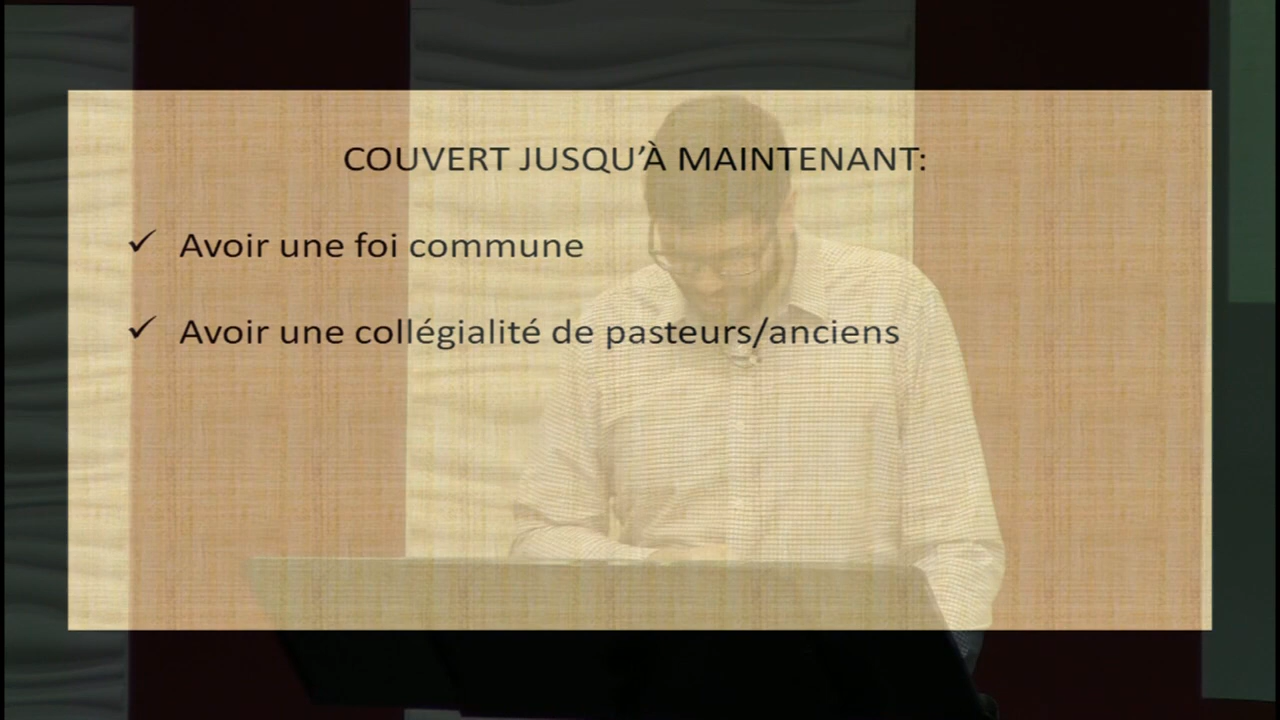 COUVERT JUSQU’À MAINTENANT:
✓ Avoir une foi commune
✓ Avoir une collégialité de pasteurs/anciens